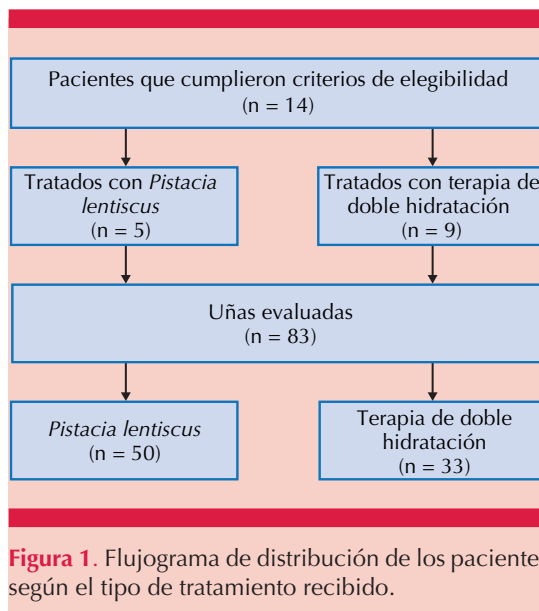 Pacientes que cumplieron criterios de elegibilidad
(n = 14)
Tratados con Pistacia
lentiscus
(n = 5)
Tratados con terapia de
doble hidratación
(n = 9)
Uñas evaluadas
(n = 83)
Pistacia lentiscus
(n = 50)
Terapia de doble
hidratación
(n = 33)
Figura 1. Flujograma de distribución de los paciente
según el tipo de tratamiento recibido.